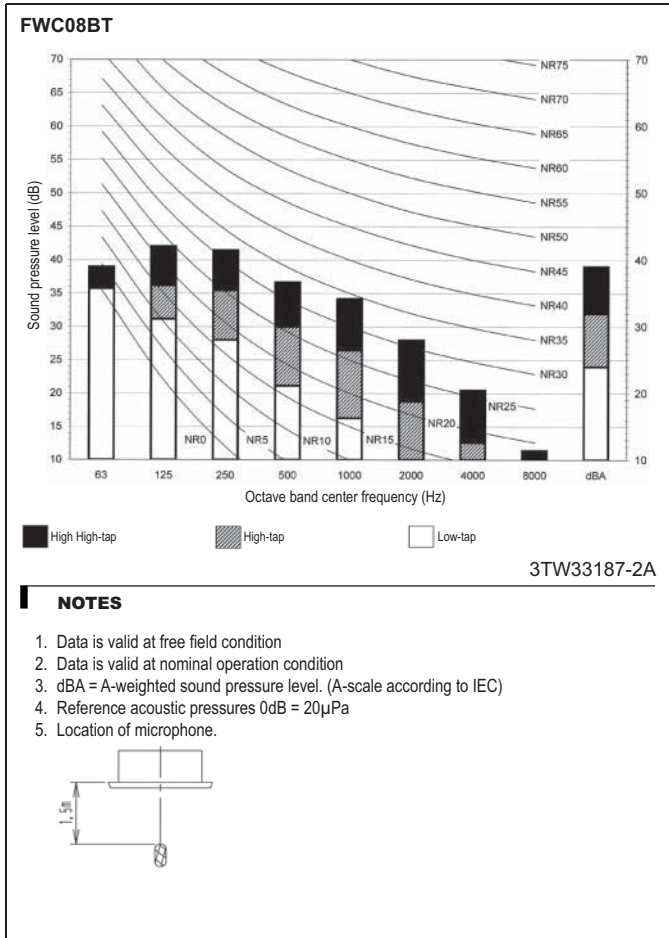 FWC08BT
Sound pressure level (dB)
70
65
60
55
50
45
40
35
30
25
20
15
10
70
60
50
40
30
20
10
NR75
NR70
NR65
NR60
NR55
NR50
NR45
NR40
NR35
NR30
NR25
NR20
NR0 NR5 NR10 NR15
63 125 250 500 1000 2000 4000 8000 dBA
Octave band center frequency (Hz)
High High-tap High-tap Low-tap
3TW33187-2A
NOTES
1. Data is valid at free field condition
2. Data is valid at nominal operation condition
3. dBA = A-weighted sound pressure level. (A-scale according to IEC)
4. Reference acoustic pressures 0dB = 20µPa
5. Location of microphone.
1,5m